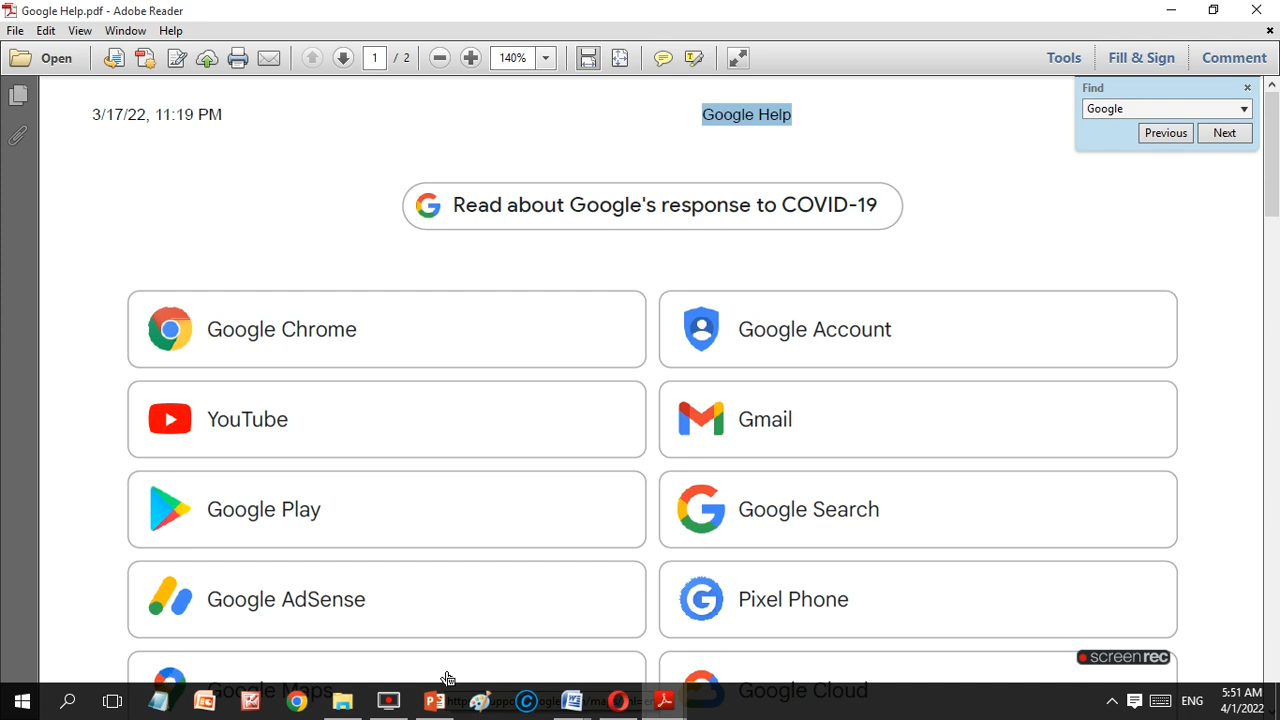 Google Help.pdf - Adobe Reader
File Edit View Window Help
Open 1 / 2 140% Tools Fill & Sign Comment
Find
Google
Previous Next
3/17/22, 11:19 PM Google Help
Read about Google's response to COVID-19
Google Chrome Google Account
YouTube Gmail
Google Play Google Search
Google AdSense Pixel Phone
screenrec
Google Maps Google Cloud
ENG 5:51 AM
4/1/2022